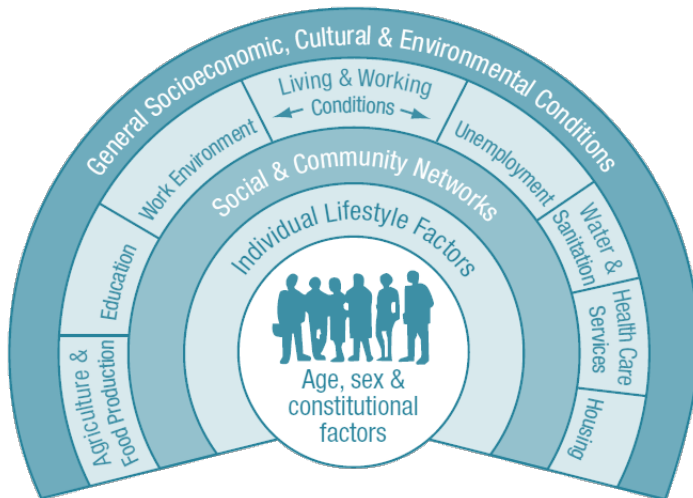 General Socioeconomic, Cultural & Environmental Conditions
Living & Working
Conditions
Agriculture &
Food Production
Education
Work Environment
Unemployment
Water &
Sanitation
Health Care
Services
Housing
Social & Community Networks
Individual Lifestyle Factors
Age, sex &
constitutional
factors